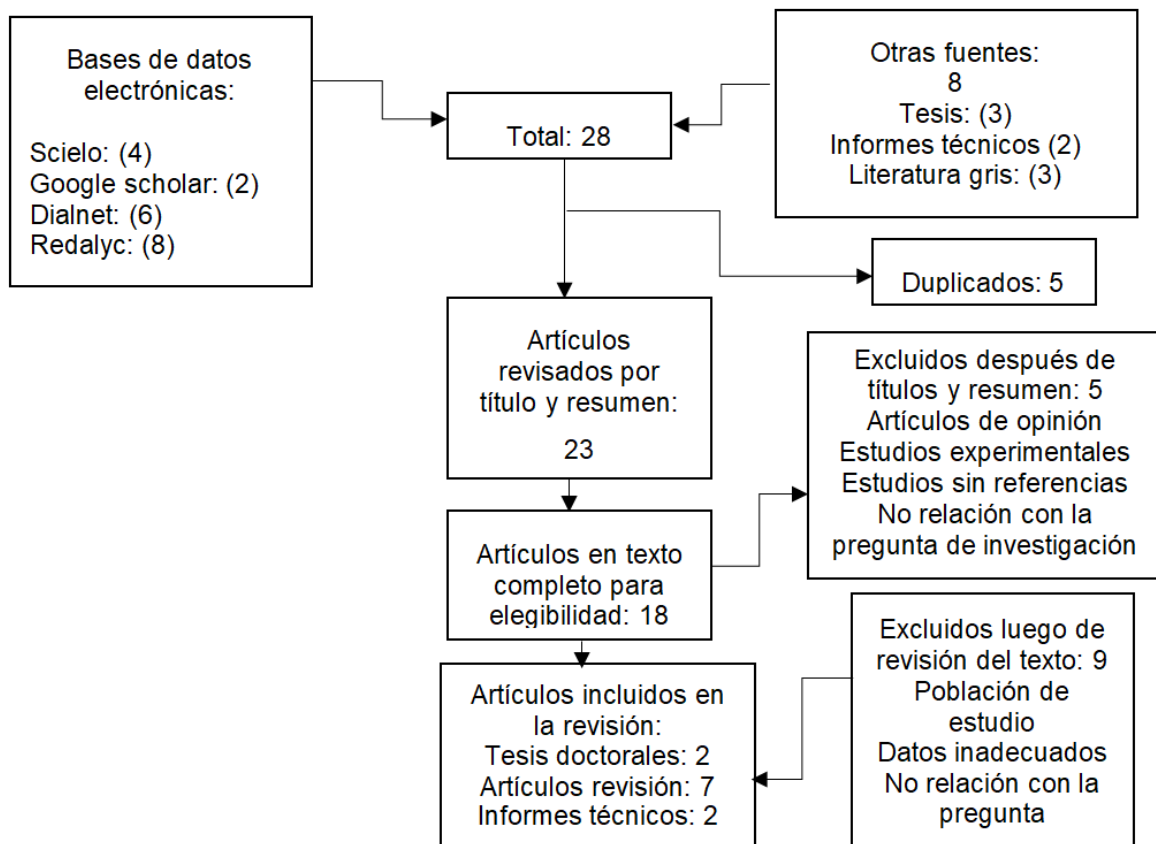 Bases de datos
electrónicas:
Scielo: (4)
Google scholar: (2)
Dialnet: (6)
Redalyc: (8)
Total: 28
Otras fuentes:
8
Tesis: (3)
Informes técnicos (2)
Literatura gris: (3)
Duplicados: 5
Artículos
revisados por
título y resumen:
23
Excluidos después de
títulos y resumen: 5
Artículos de opinión
Estudios experimentales
Estudios sin referencias
No relación con la
pregunta de investigación
Artículos en texto
completo para
elegibilidad: 18
Excluidos luego de
revisión del texto: 9
Población de
estudio
Datos inadecuados
No relación con la
pregunta
Artículos incluidos en
la revisión:
Tesis doctorales: 2
Artículos revisión: 7
Informes técnicos: 2